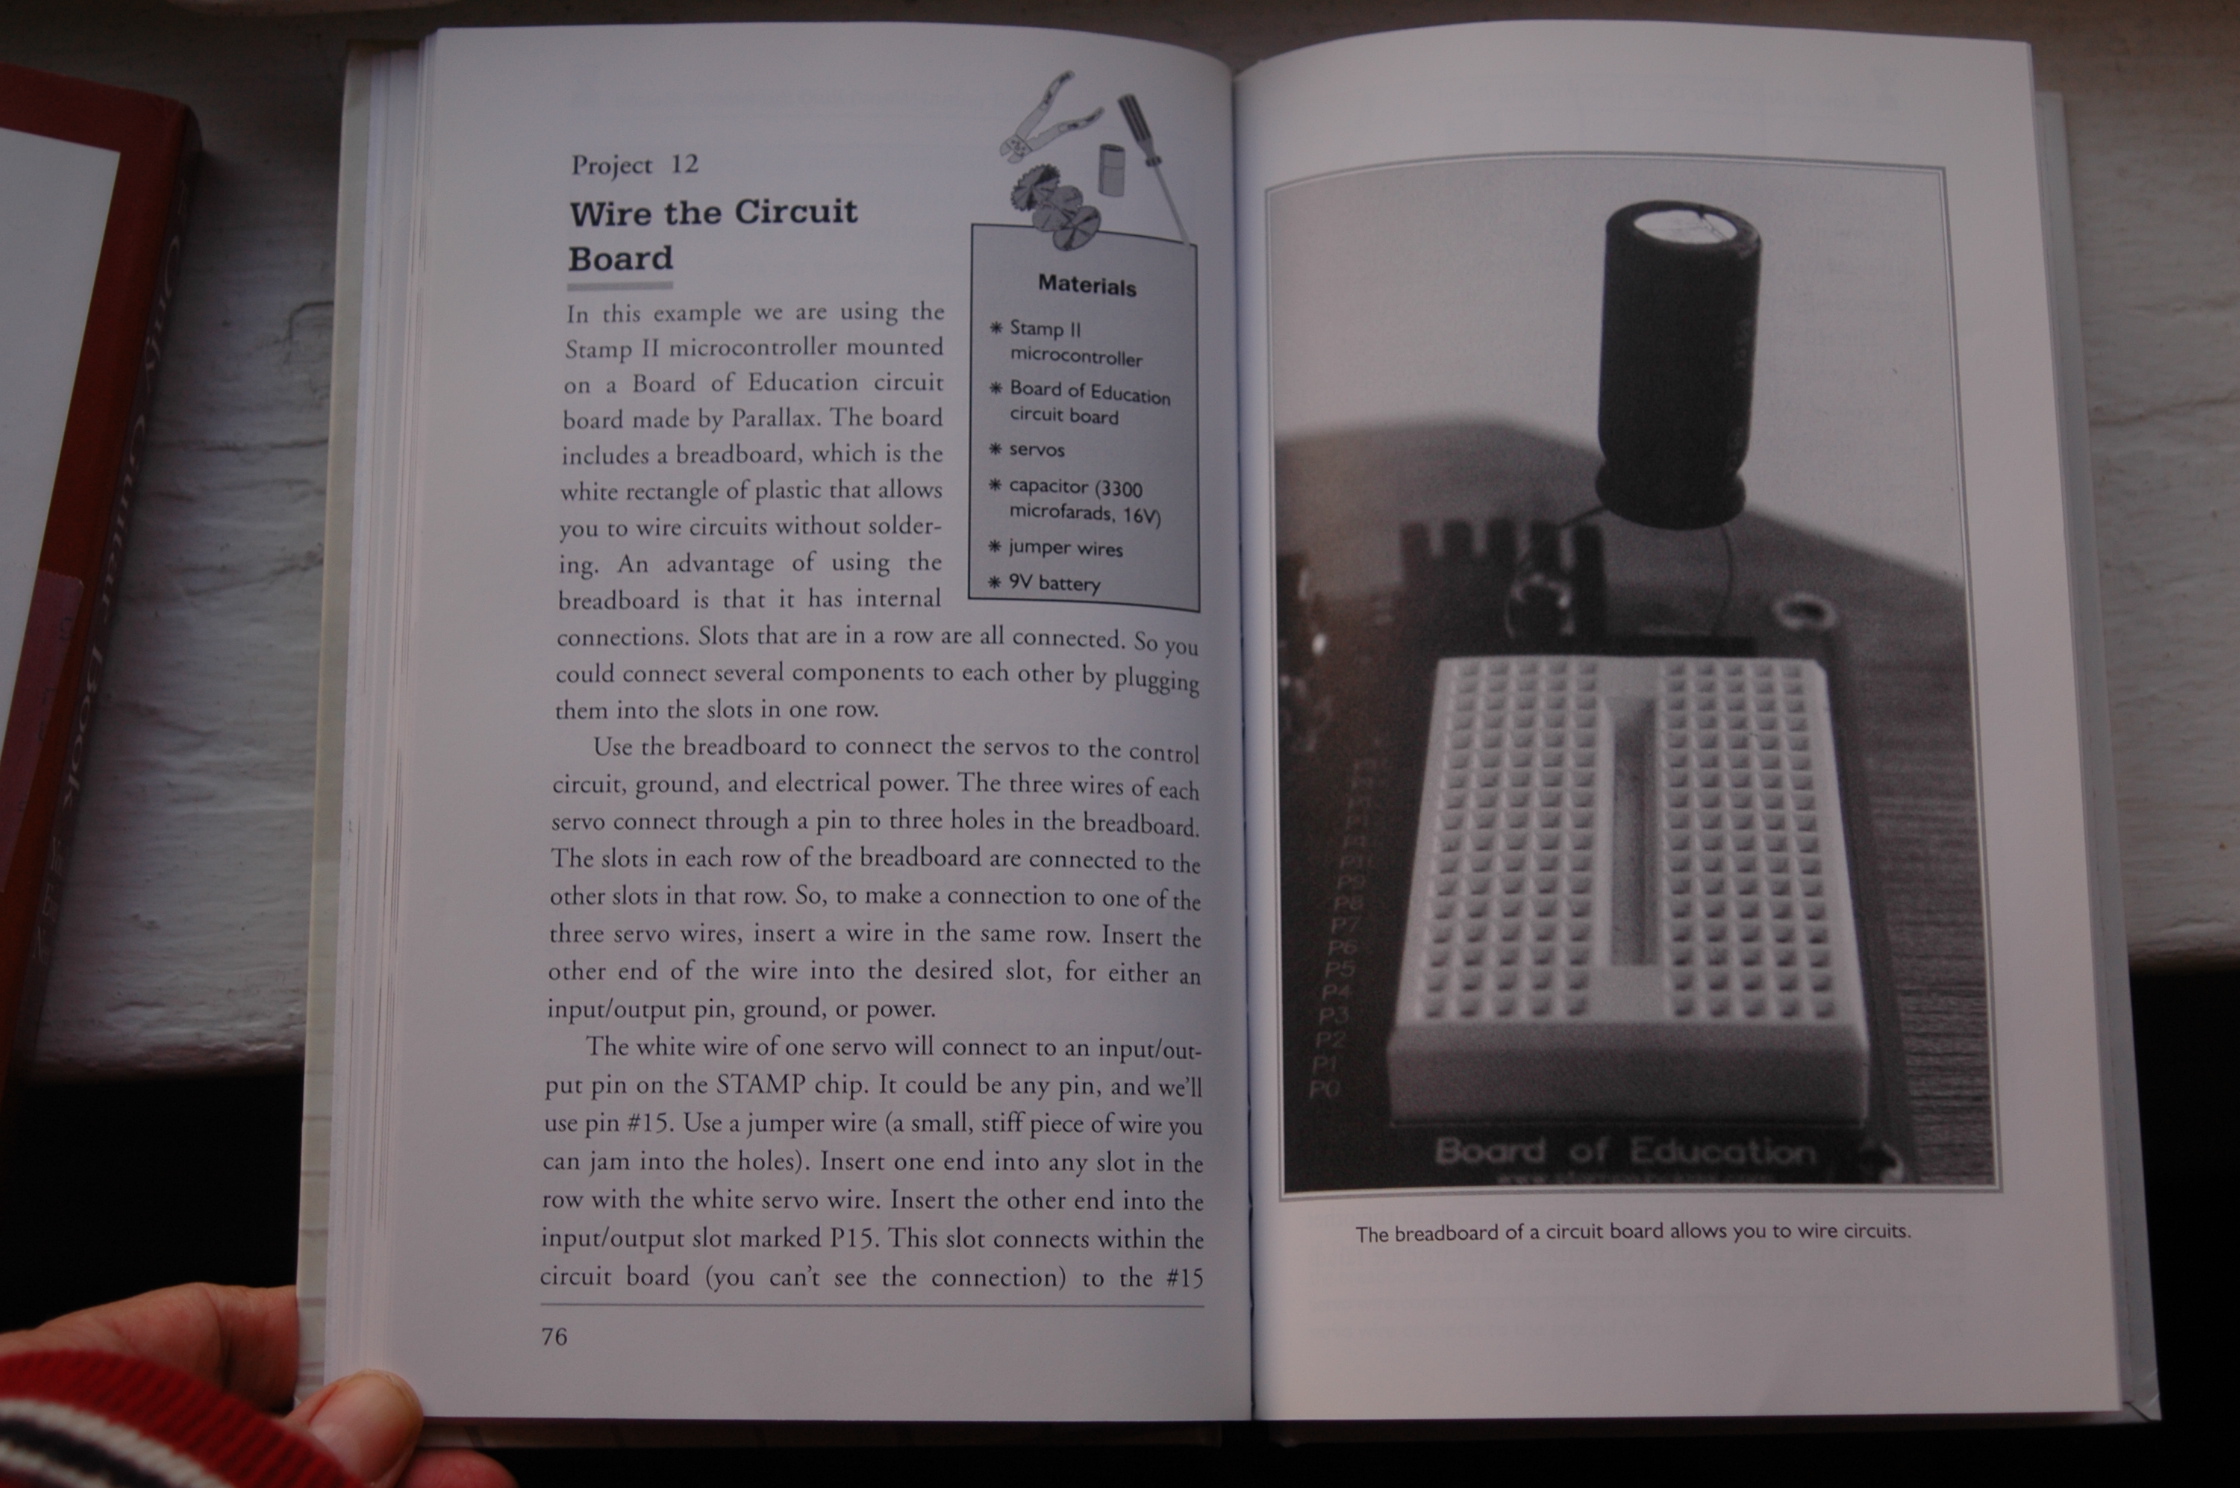 Project 12
Wire the Circuit
Board
In this example we are using the
Stamp II microcontroller mounted
on a Board of Education circuit
board made by Parallax. The board
includes a breadboard, which is the
white rectangle of plastic that allows
you to wire circuits without solder-
ing. An advantage of using the
breadboard is that it has internal
Materials
* Stamp II
microcontroller
* Board of Education
circuit board
* servos
* capacitor (3300
microfarads, 16V)
* jumper wires
* 9V battery
connections. Slots that are in a row are all connected. So you
could connect several components to each other by plugging
them into the slots in one row.
Use the breadboard to connect the servos to the control
circuit, ground, and electrical power. The three wires of each
servo connect through a pin to three holes in the breadboard.
The slots in each row of the breadboard are connected to the
other slots in that row. So, to make a connection to one of the
three servo wires, insert a wire in the same row. Insert the
other end of the wire into the desired slot, for either an
input/output pin, ground, or power.
The white wire of one servo will connect to an input/out-
put pin on the STAMP chip. It could be any pin, and we'll
use pin #15. Use a jumper wire (a small, stiff piece of wire you
can jam into the holes). Insert one end into any slot in the
row with the white servo wire. Insert the other end into the
input/output slot marked P15. This slot connects within the
circuit board (you can't see the connection) to the #15
76
P9
P8
P7
P6
P5
P4
P3
P2
P1
P0
Board of Education
The breadboard of a circuit board allows you to wire circuits.
Only Guitar Book